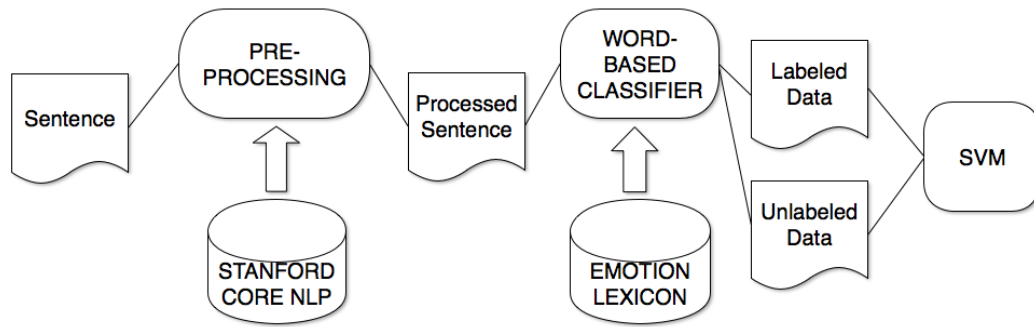 Sentence
PRE-
PROCESSING
STANFORD
CORE NLP
Processed
Sentence
WORD-
BASED
CLASSIFIER
EMOTION
LEXICON
Labeled
Data
Unlabeled
Data
SVM